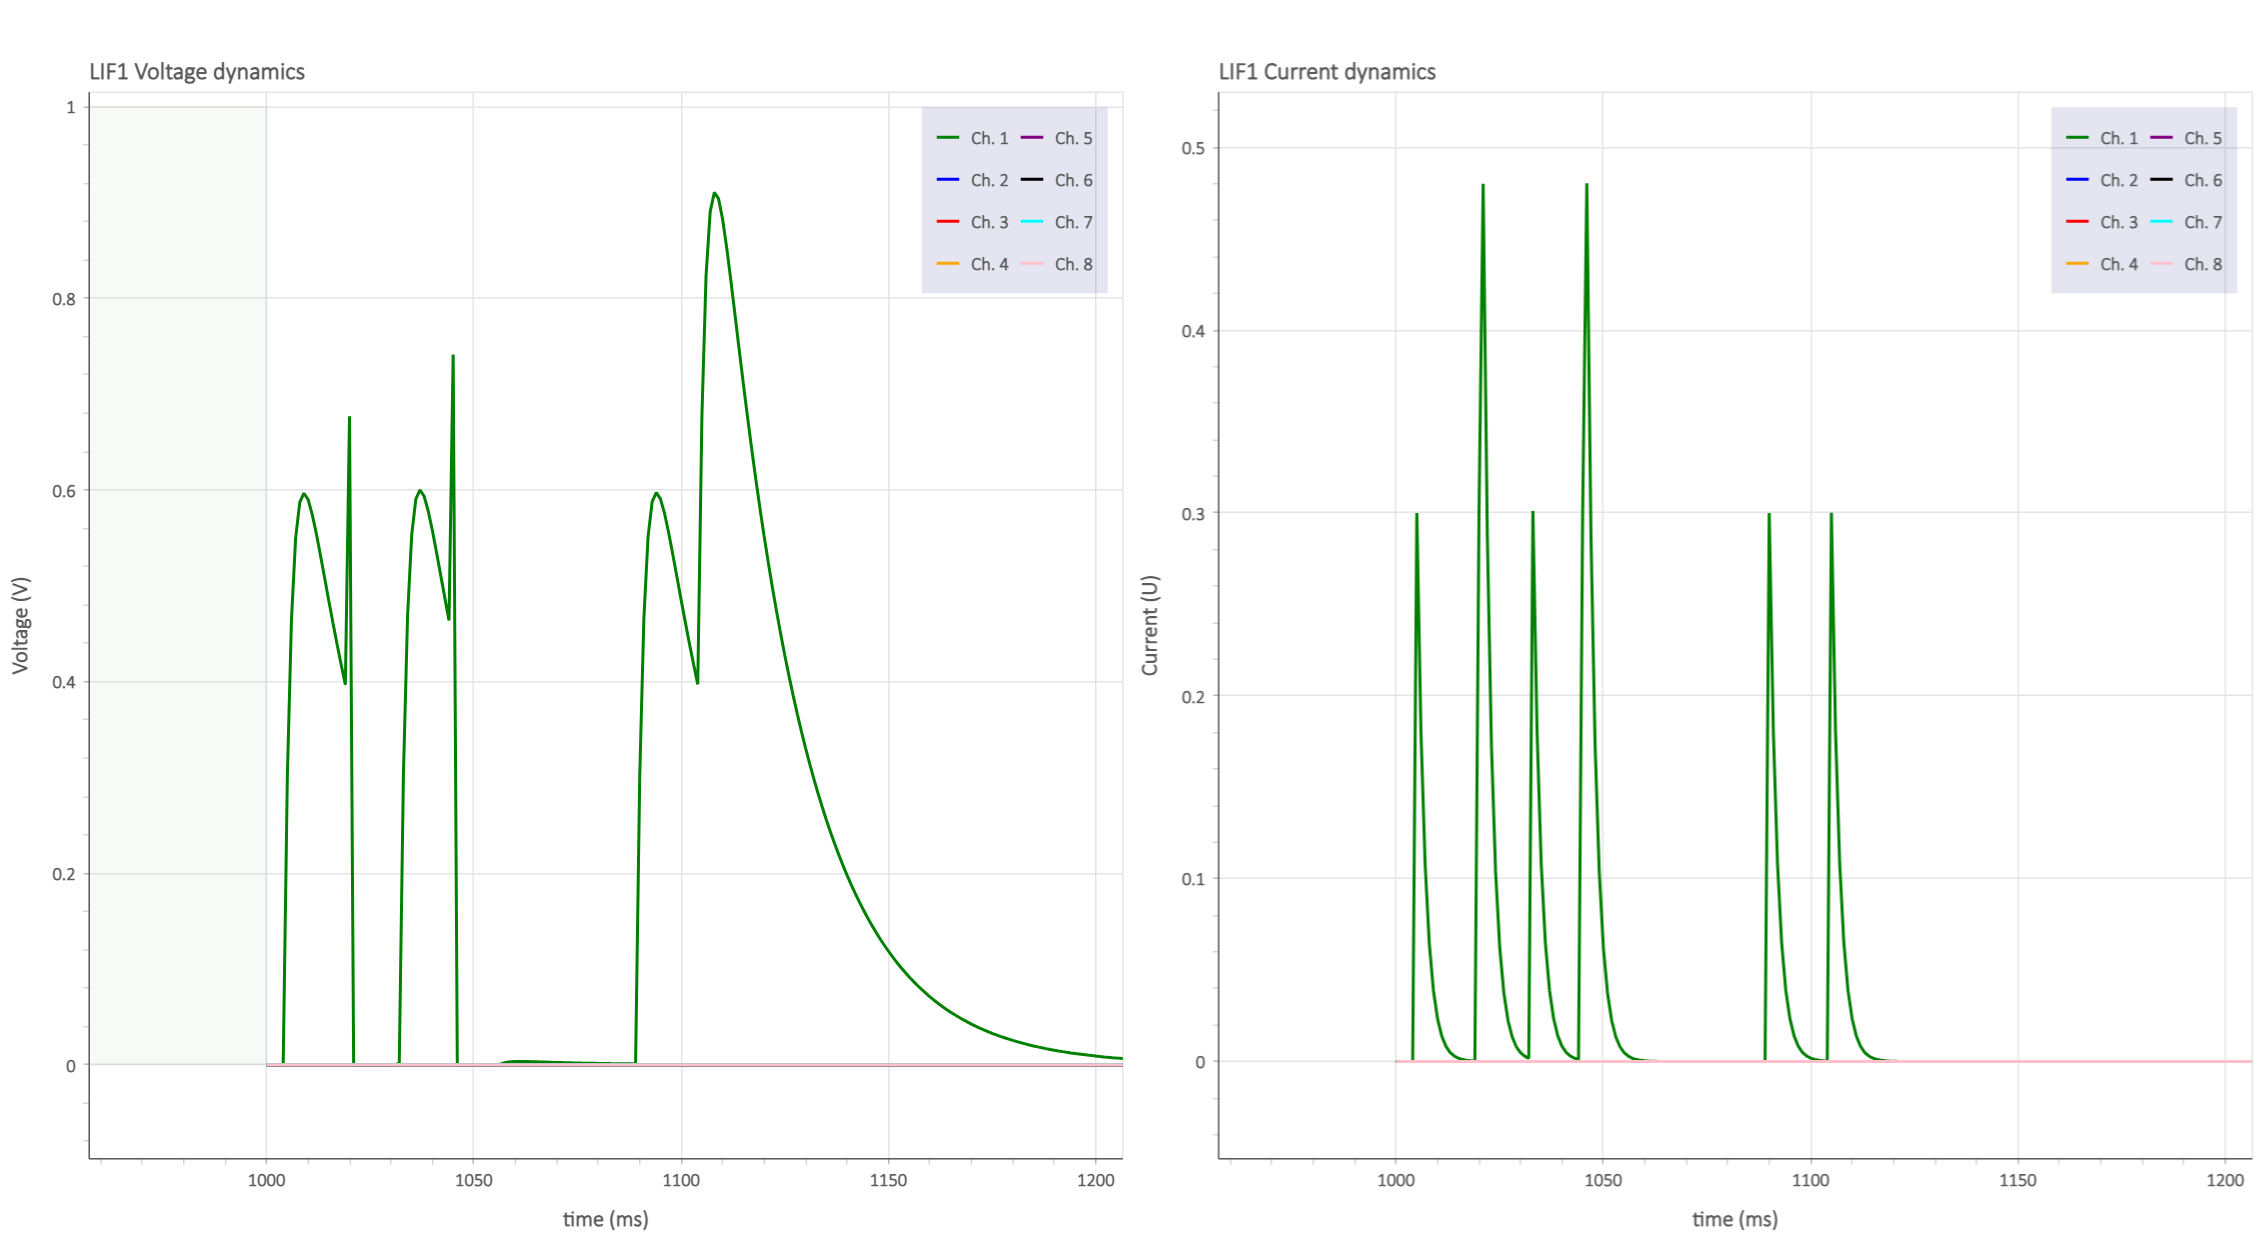 LIF1 Voltage dynamics
1
0.8
0.6
0.4
0.2
0
Voltage (V)
1000 1050 1100 1150 1200
time (ms)
Ch. 1 Ch. 5
Ch. 2 Ch. 6
Ch. 3 Ch. 7
Ch. 4 Ch. 8
LIF1 Current dynamics
0.5
0.4
0.3
0.2
0.1
0
Current (U)
1000 1050 1100 1150 1200
time (ms)
Ch. 1 Ch. 5
Ch. 2 Ch. 6
Ch. 3 Ch. 7
Ch. 4 Ch. 8